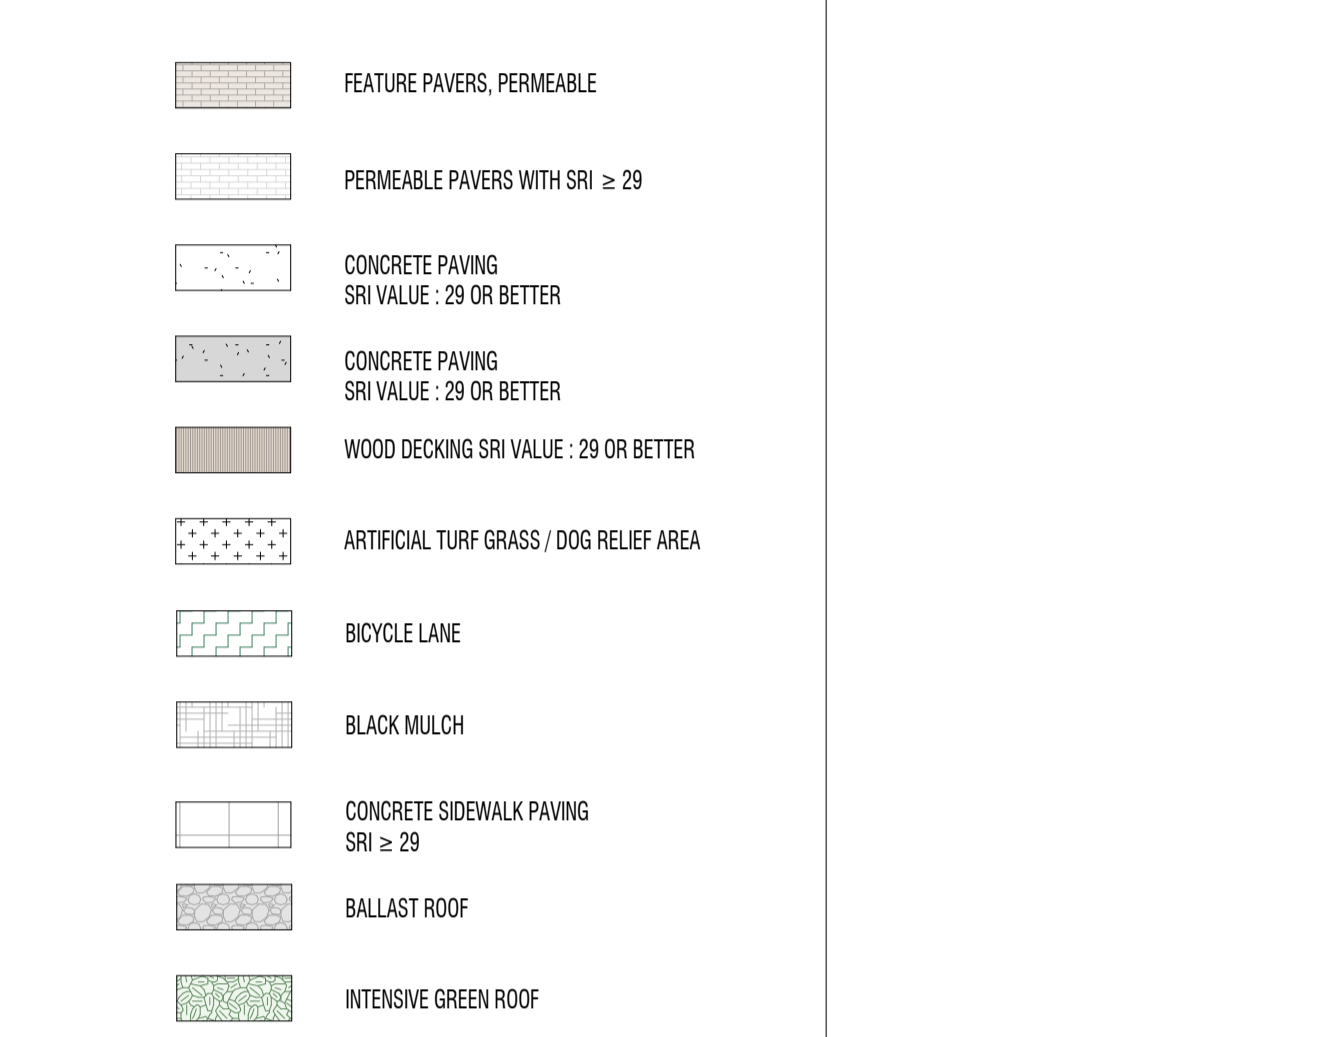 FEATURE PAVERS, PERMEABLE
PERMEABLE PAVERS WITH SRI ≥ 29
CONCRETE PAVING
SRI VALUE : 29 OR BETTER
CONCRETE PAVING
SRI VALUE : 29 OR BETTER
WOOD DECKING SRI VALUE : 29 OR BETTER
ARTIFICIAL TURF GRASS / DOG RELIEF AREA
BICYCLE LANE
BLACK MULCH
CONCRETE SIDEWALK PAVING
SRI ≥ 29
BALLAST ROOF
INTENSIVE GREEN ROOF